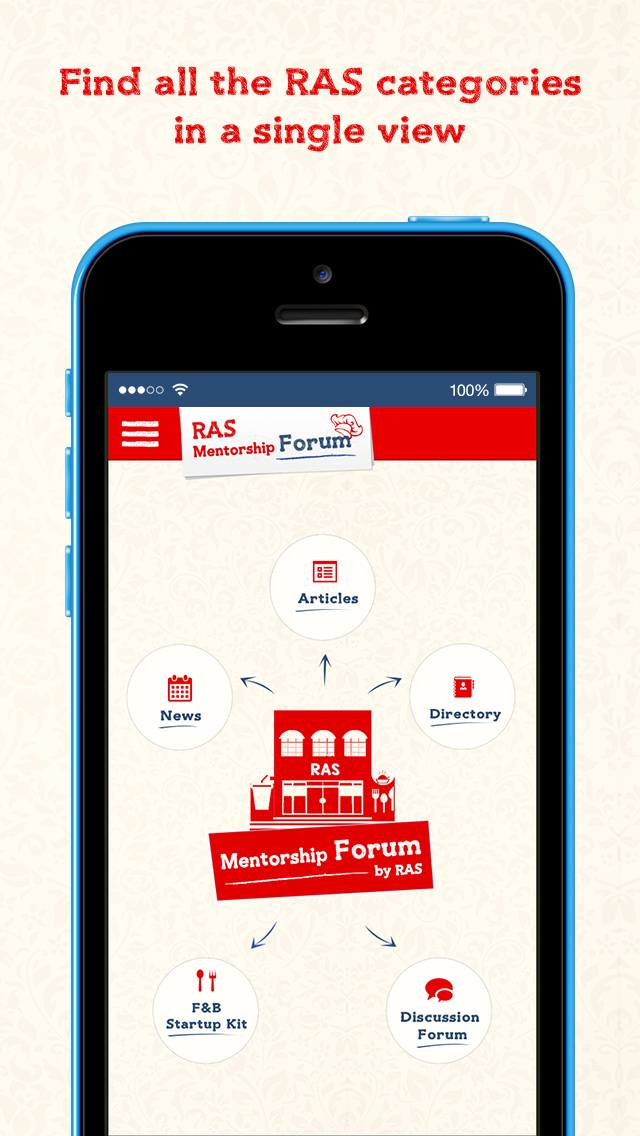 Find all the RAS categories
in a single view
100%
RAS
Mentorship Forum
Articles
News
Directory
RAS
Mentorship Forum
by RAS
F&B
Startup Kit
Discussion
Forum